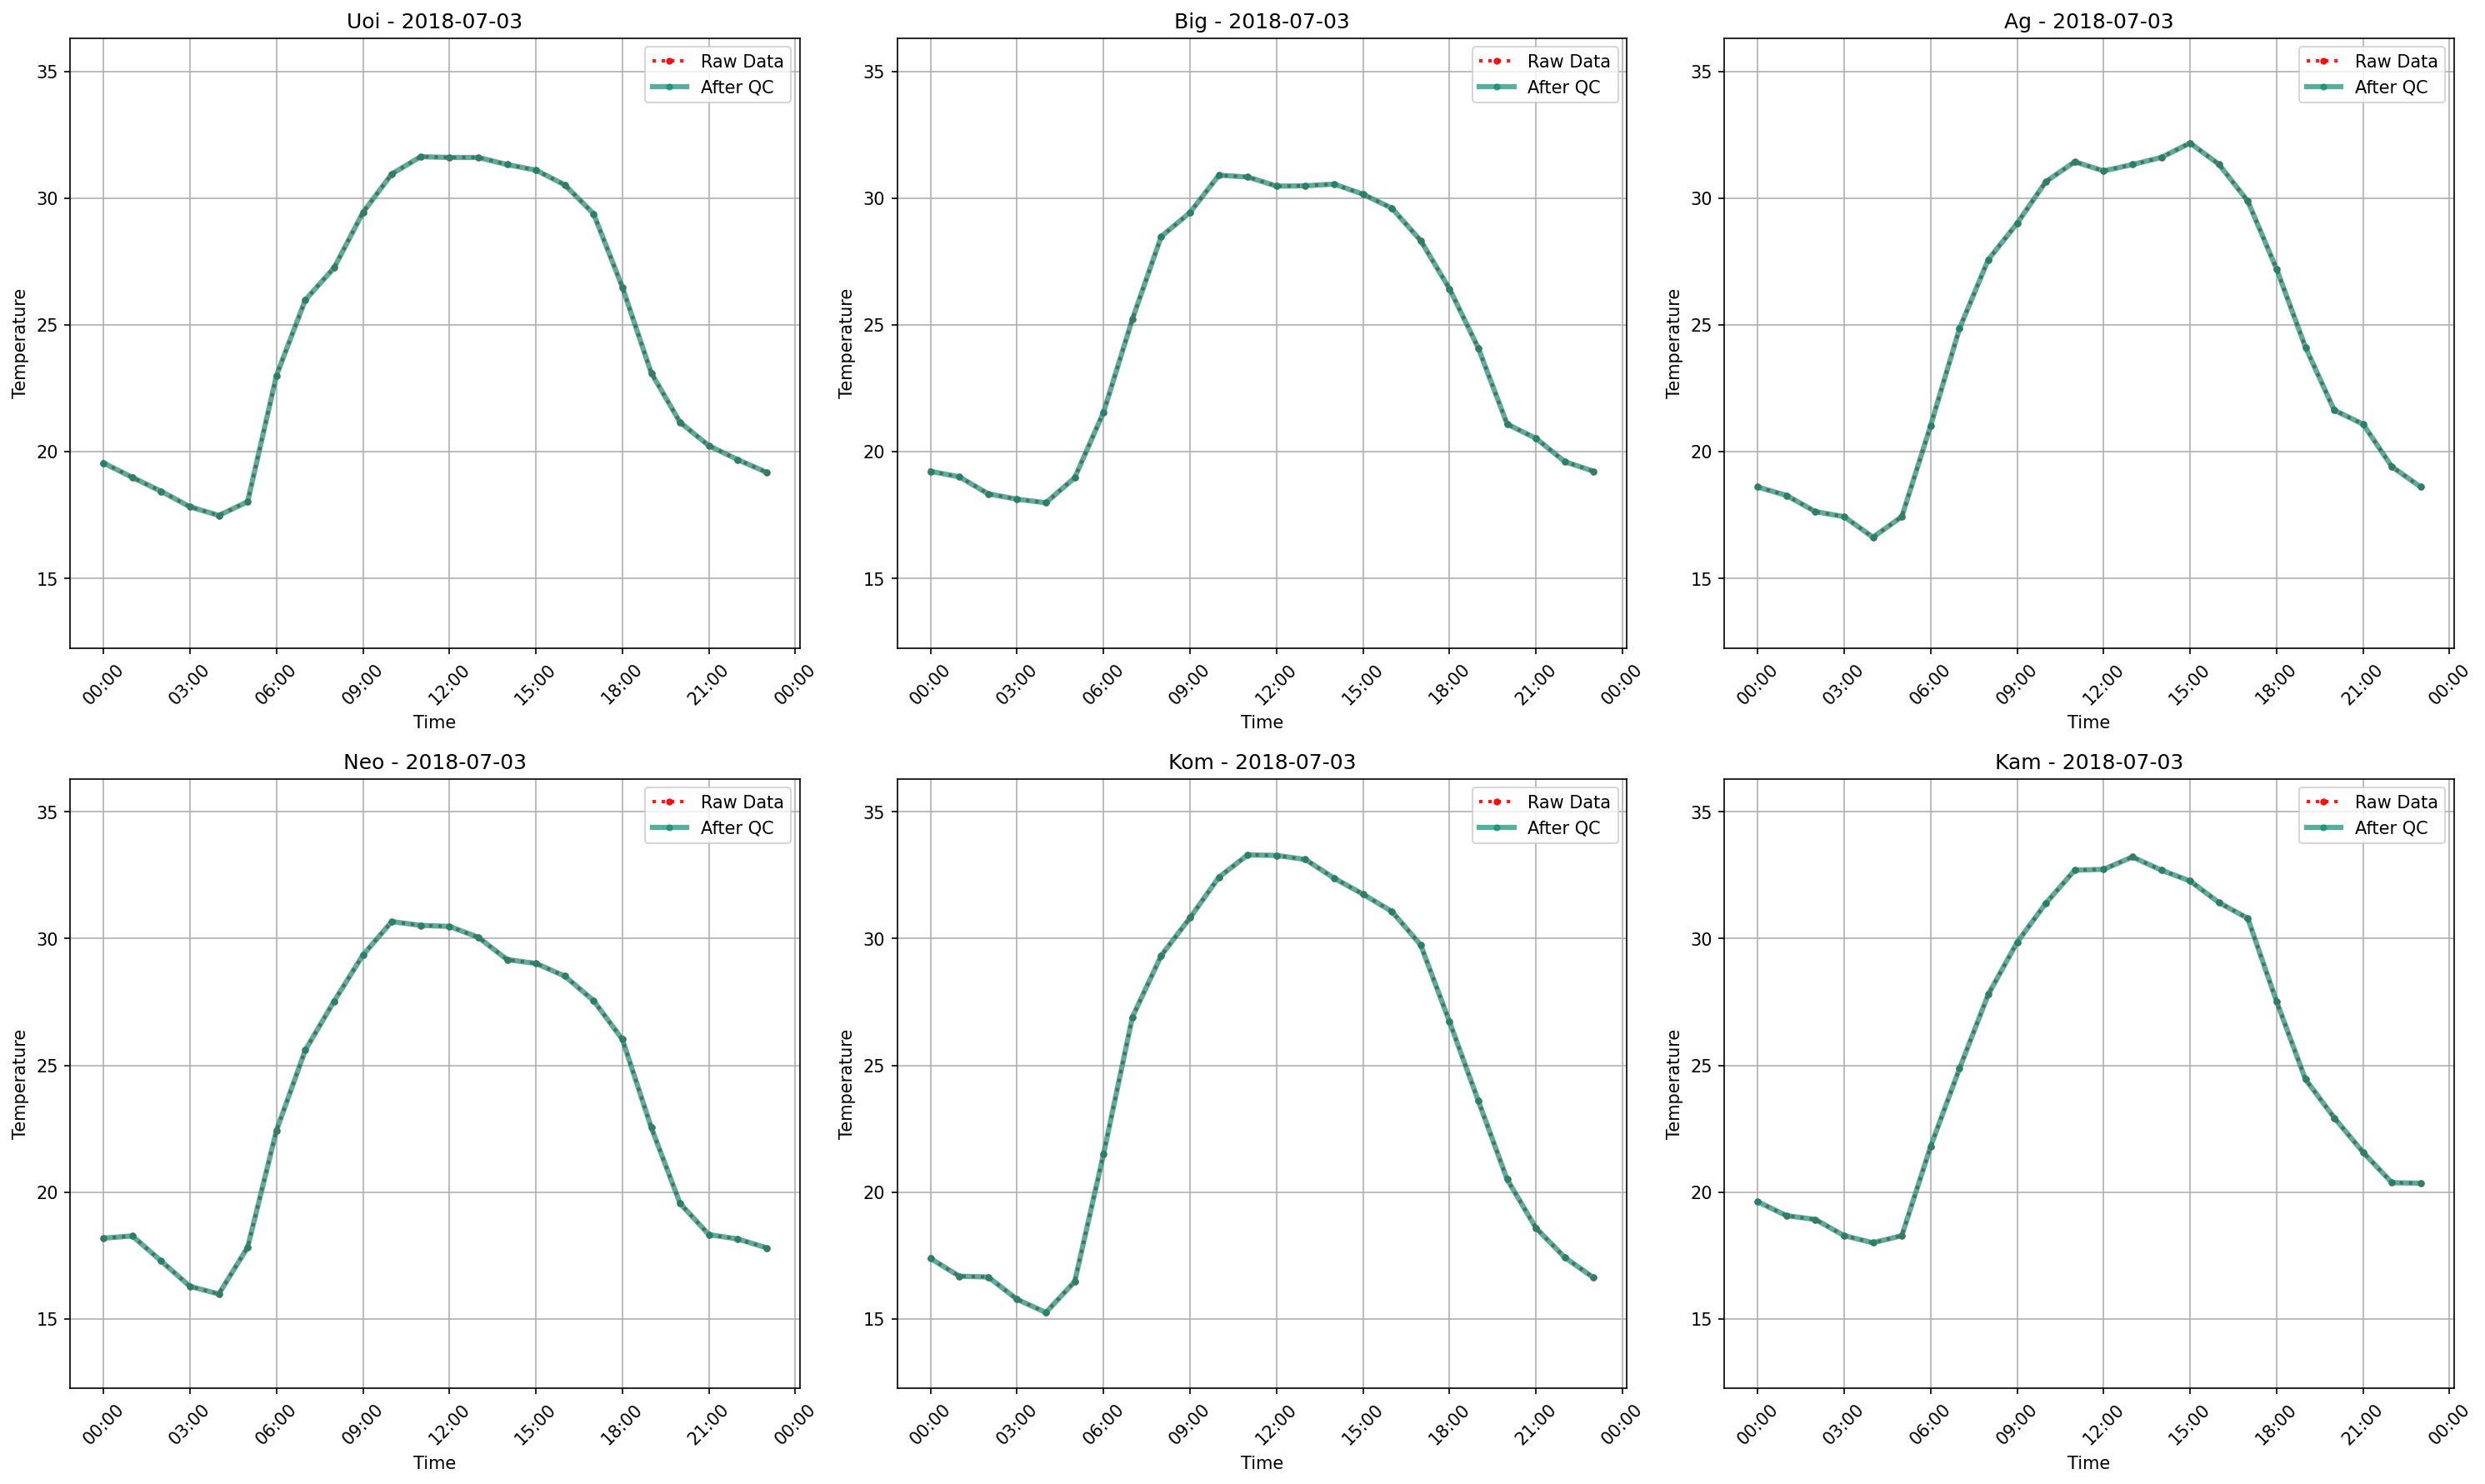 Uoi - 2018-07-03
Raw Data
After QC
35
30
25
20
15
Temperature
00:00
03:00
06:00
09:00
12:00
15:00
18:00
21:00
00:00
Time
Big - 2018-07-03
Raw Data
After QC
35
30
25
20
15
Temperature
00:00
03:00
06:00
09:00
12:00
15:00
18:00
21:00
00:00
Time
Ag - 2018-07-03
Raw Data
After QC
35
30
25
20
15
Temperature
00:00
03:00
06:00
09:00
12:00
15:00
18:00
21:00
00:00
Time
Neo - 2018-07-03
Raw Data
After QC
35
30
25
20
15
Temperature
00:00
03:00
06:00
09:00
12:00
15:00
18:00
21:00
00:00
Time
Kom - 2018-07-03
Raw Data
After QC
35
30
25
20
15
Temperature
00:00
03:00
06:00
09:00
12:00
15:00
18:00
21:00
00:00
Time
Kam - 2018-07-03
Raw Data
After QC
35
30
25
20
15
Temperature
00:00
03:00
06:00
09:00
12:00
15:00
18:00
21:00
00:00
Time